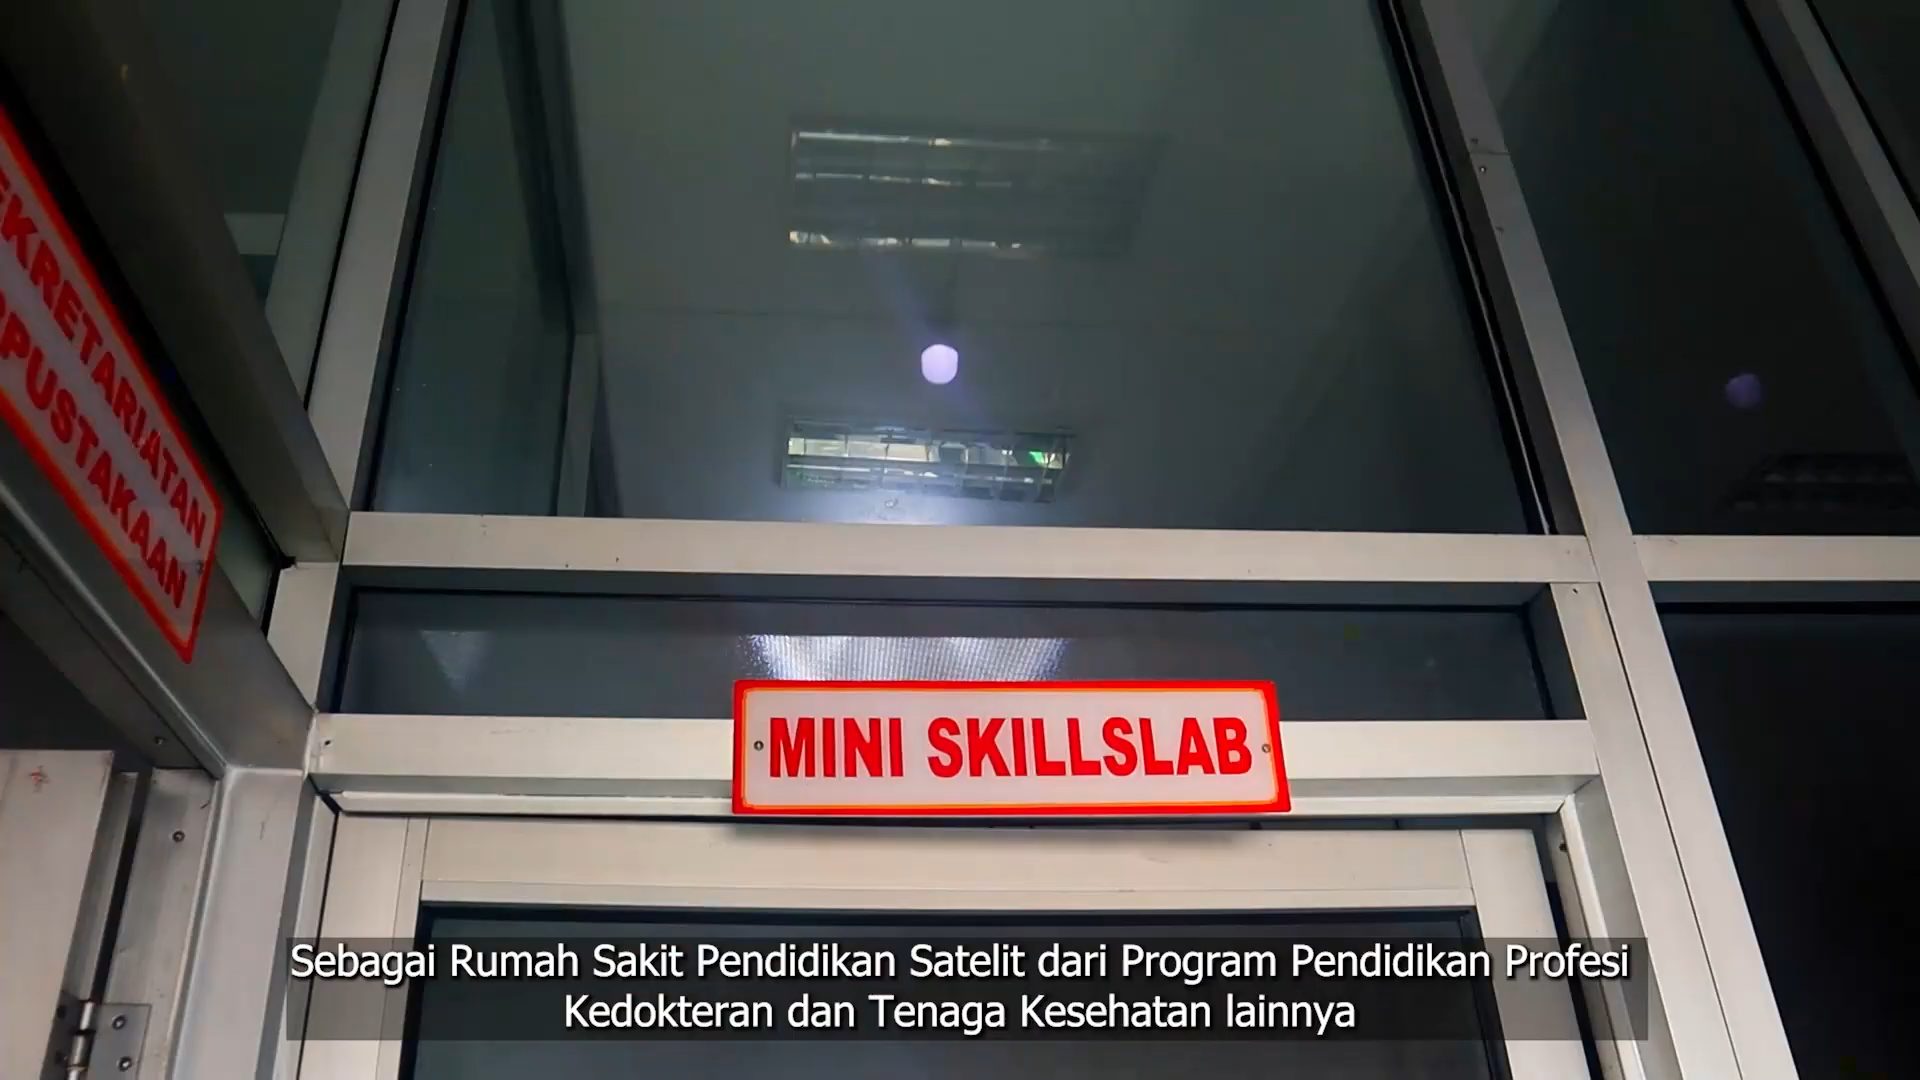 MINI SKILLSLAB
Sebagai Rumah Sakit Pendidikan Satelit dari Program Pendidikan Profesi
Kedokteran dan Tenaga Kesehatan lainnya